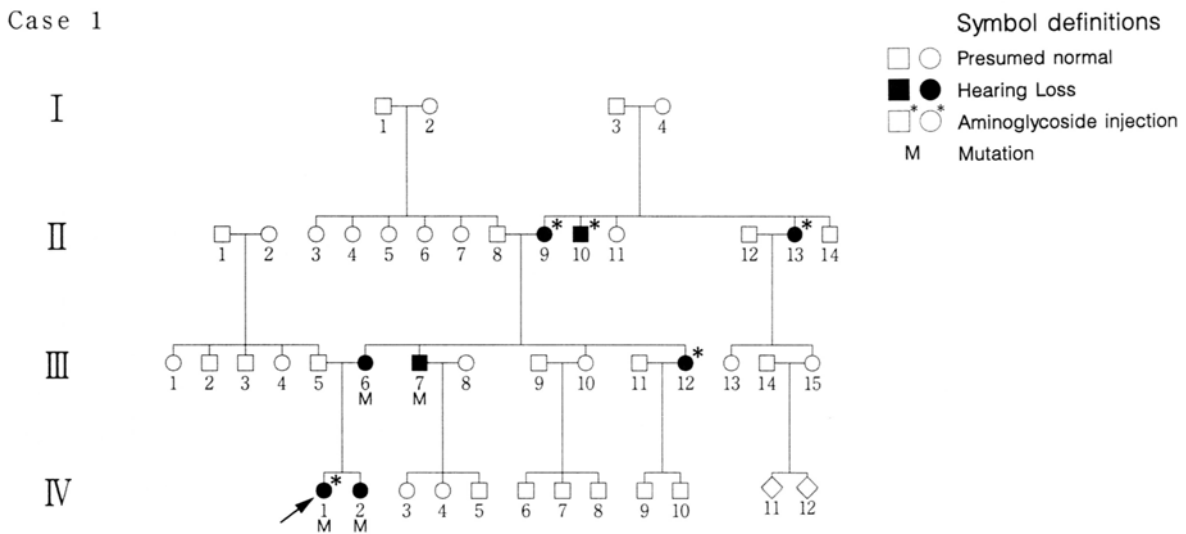 Case 1
Symbol definitions
Presumed normal
Hearing Loss
* * Aminoglycoside injection
M Mutation
I
1 2 3 4
II
* * *
1 2 3 4 5 6 7 8 9 10 11 12 13 14
III
*
1 2 3 4 5 6 7 8 9 10 11 12 13 14 15
M M
IV
*
1 2 3 4 5 6 7 8 9 10 11 12
M M